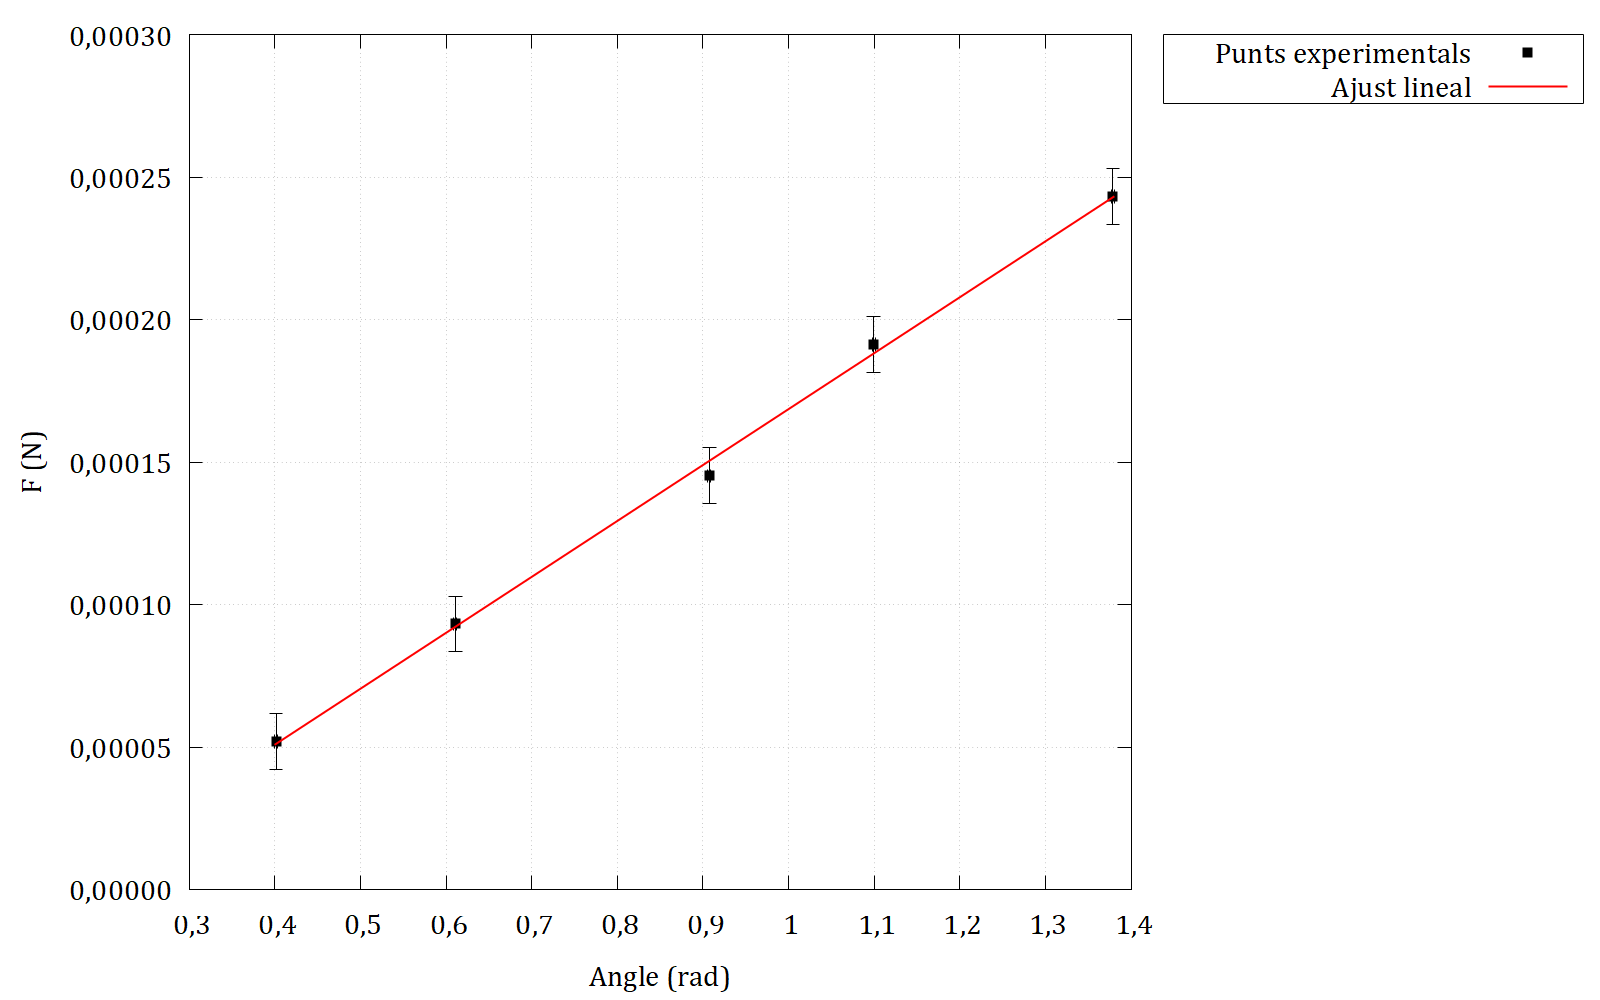 0,00030
0,00025
0,00020
0,00015
0,00010
0,00005
0,00000
F (N)
0,3 0,4 0,5 0,6 0,7 0,8 0,9 1 1,1 1,2 1,3 1,4
Angle (rad)
Punts experimentals
Ajust lineal